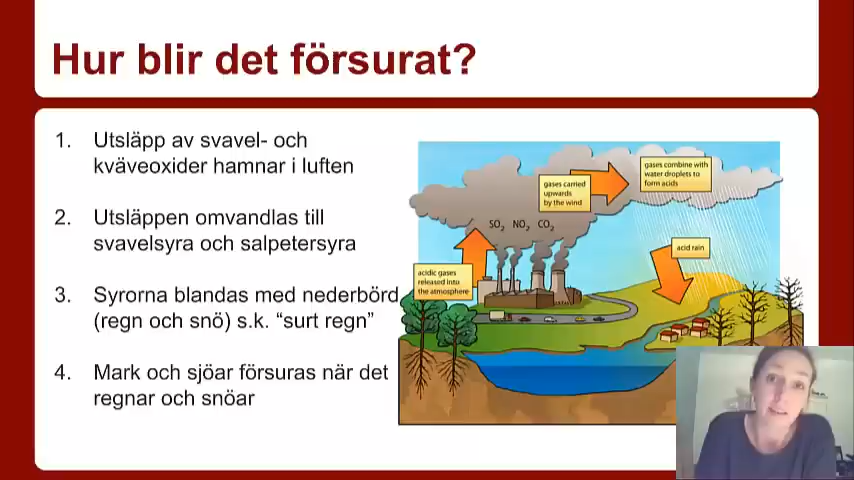 Hur blir det försurat?
1. Utsläpp av svavel- och
kväveoxider hamnar i luften
2. Utsläppen omvandlas till
svavelsyra och salpetersyra
3. Syrorna blandas med nederbörd
(regn och snö) s.k. “surt regn”
4. Mark och sjöar försuras när det
regnar och snöar
gases combine with
water droplets to
form acids
gases carried
upwards
by the wind
SO2 NO2 CO2
acid rain
acidic gases
released into
the atmosphere